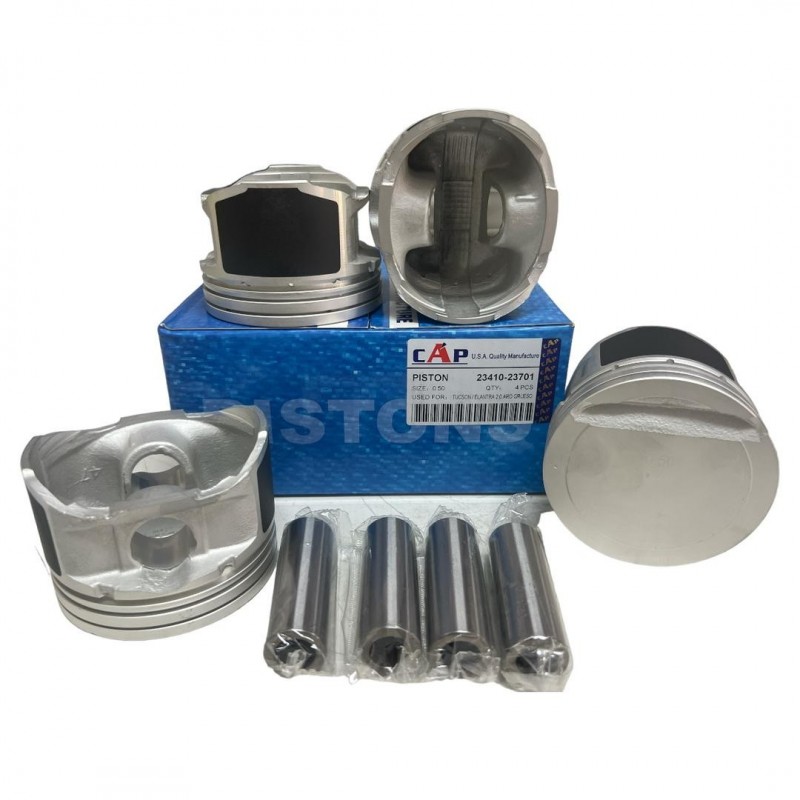 CAP U.S.A. Quality Manufacture
PISTON 23410-23701
SIZE: 0.50 QTY: 4 PCS
USED FOR: TUCSON / ELANTRA 2.0 ARO GRUESO
PISTONS